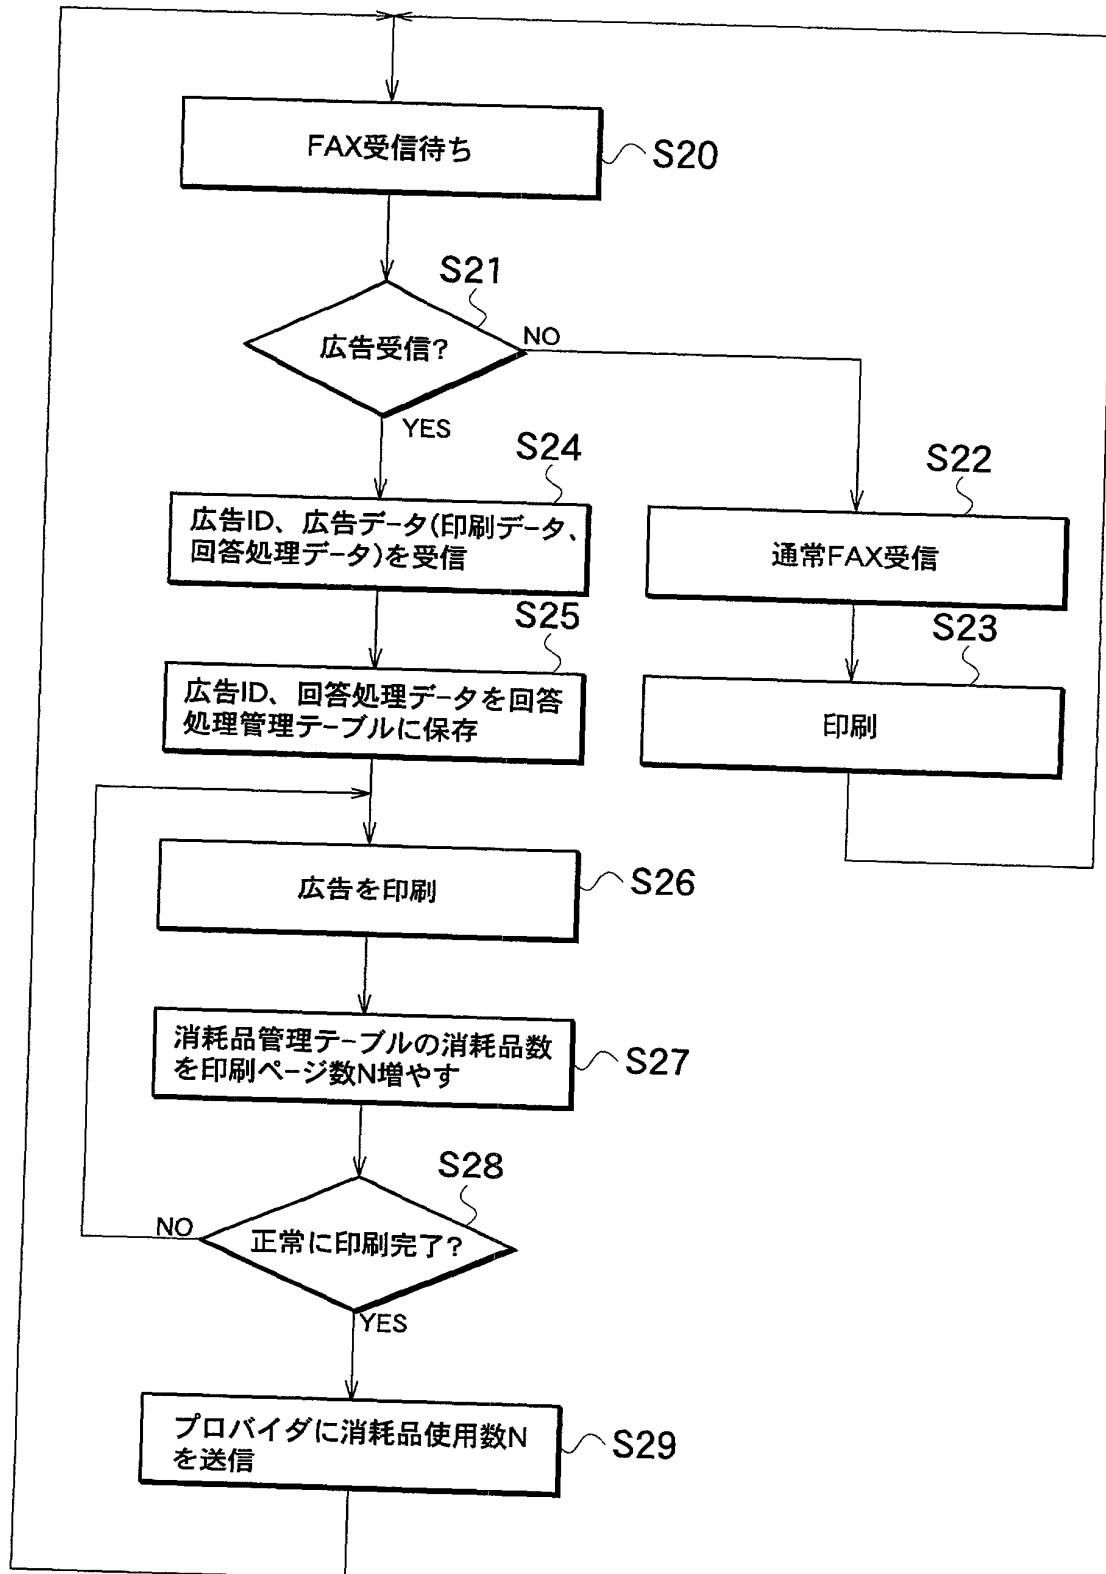 FAX受信待ち
S20
S21
広告受信?
NO
YES
S24
広告ID、広告データ(印刷データ、
回答処理データ)を受信
S22
通常FAX受信
S25
広告ID、回答処理データを回答
処理管理テーブルに保存
S23
印刷
広告を印刷
S26
消耗品管理テーブルの消耗品数
を印刷ページ数N増やす
S27
S28
正常に印刷完了?
NO
YES
プロバイダに消耗品使用数N
を送信
S29